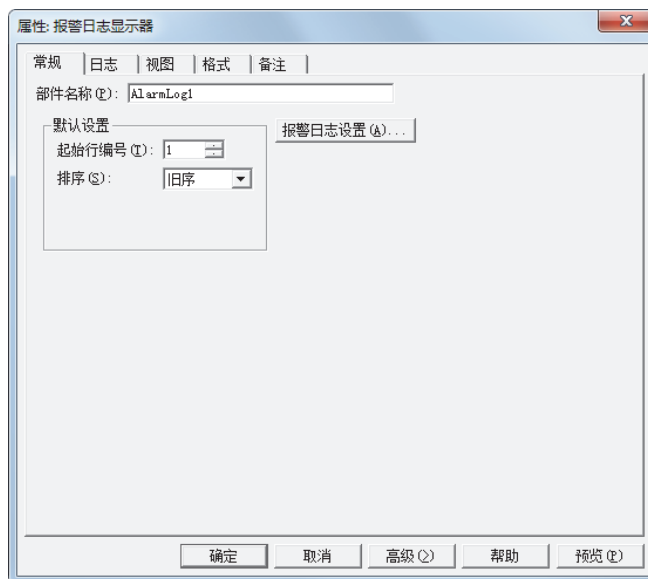 属性: 报警日志显示器
常规 日志 视图 格式 备注
部件名称(P): AlarmLog1
默认设置
报警日志设置(A)...
起始行编号(T): 1
排序(S): 旧序
确定 取消 高级(>) 帮助 预览(P)